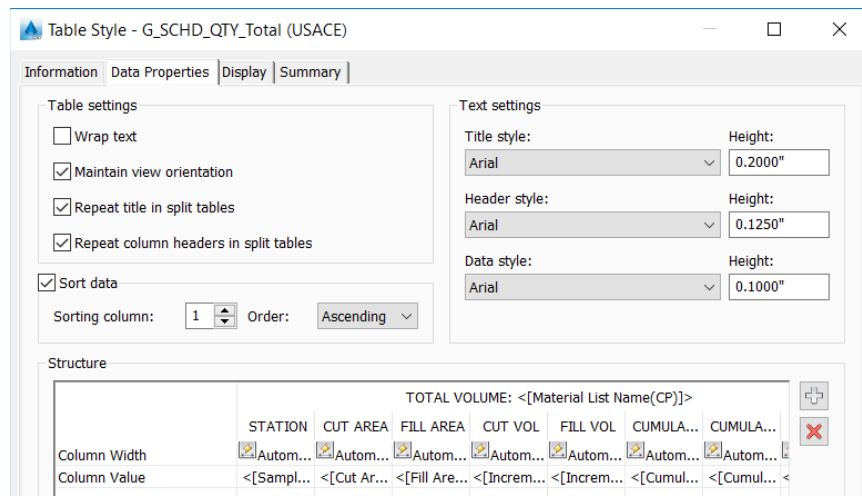 Table Style - G_SCHD_QTY_Total (USACE)
Information Data Properties Display Summary
Table settings
Wrap text
Maintain view orientation
Repeat title in split tables
Repeat column headers in split tables
Sort data
Sorting column: 1 Order: Ascending
Text settings
Title style: Height:
Arial 0.2000"
Header style: Height:
Arial 0.1250"
Data style: Height:
Arial 0.1000"
Structure
TOTAL VOLUME: <[Material List Name(CP)]>
STATION CUT AREA FILL AREA CUT VOL FILL VOL CUMULA... CUMULA...
Column Width Autom... Autom... Autom... Autom... Autom... Autom... Autom...
Column Value <[Sampl... <[Cut Ar... <[Fill Are... <[Increm... <[Increm... <[Cumul... <[Cumul... <